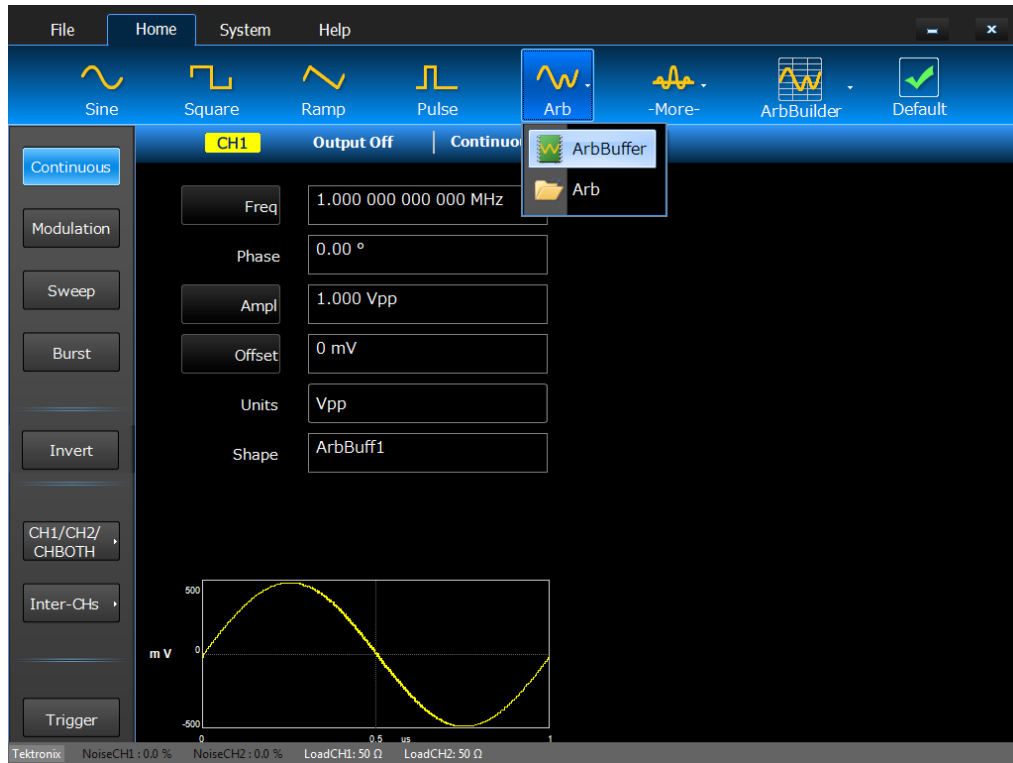 File Home System Help
Sine Square Ramp Pulse Arb -More- ArbBuilder Default
CH1 Output Off Continuo
ArbBuffer
Arb
Continuous
Modulation
Sweep
Burst
Invert
CH1/CH2/
CHBOTH
Inter-CHs
Trigger
Freq 1.000 000 000 000 MHz
Phase 0.00 °
Ampl 1.000 Vpp
Offset 0 mV
Units Vpp
Shape ArbBuff1
500
m V 0
-500
0 0.5 us 1
Tektronix NoiseCH1 : 0.0 % NoiseCH2 : 0.0 % LoadCH1: 50 Ω LoadCH2: 50 Ω